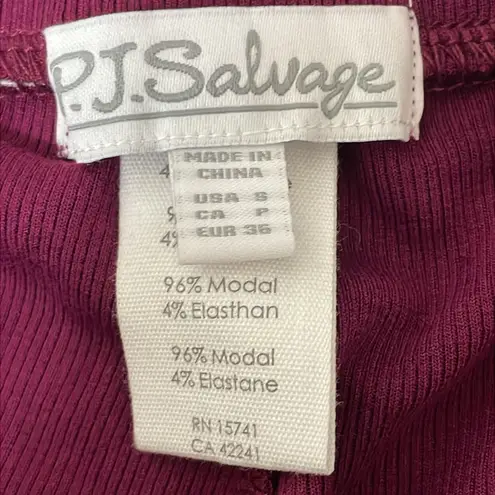 P.J.Salvage
MADE IN
CHINA
USA S
CA P
EUR 36
4%
96% Modal
4% Elasthan
96% Modal
4% Elastane
RN 15741
CA 42241